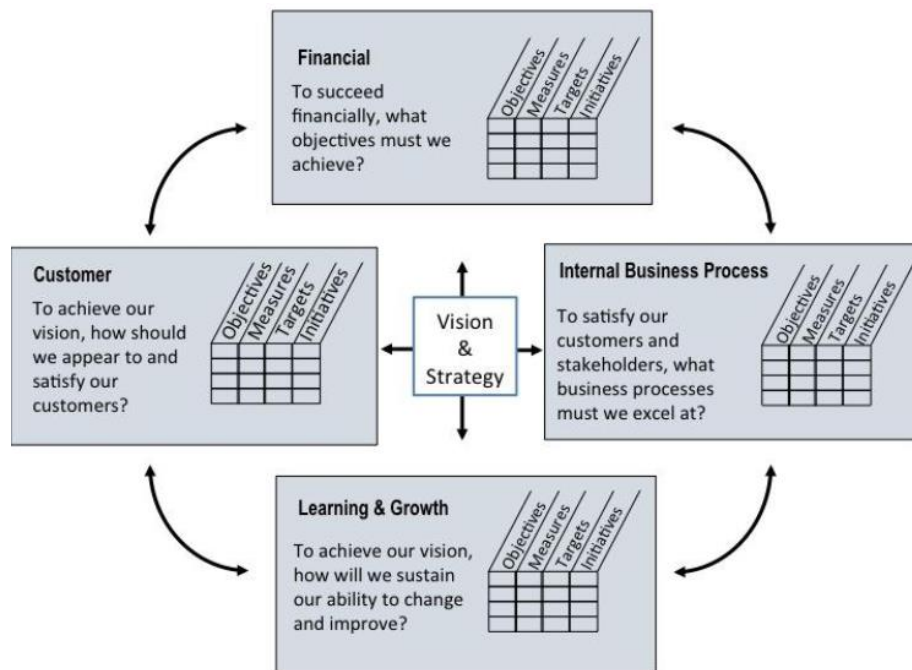 Financial
To succeed
financially, what
objectives must we
achieve?
Objectives
Measures
Targets
Initiatives
Customer
To achieve our
vision, how should
we appear to and
satisfy our
customers?
Objectives
Measures
Targets
Initiatives
Vision
&
Strategy
Internal Business Process
To satisfy our
customers and
stakeholders, what
business processes
must we excel at?
Objectives
Measures
Targets
Initiatives
Learning & Growth
To achieve our vision,
how will we sustain
our ability to change
and improve?
Objectives
Measures
Targets
Initiatives